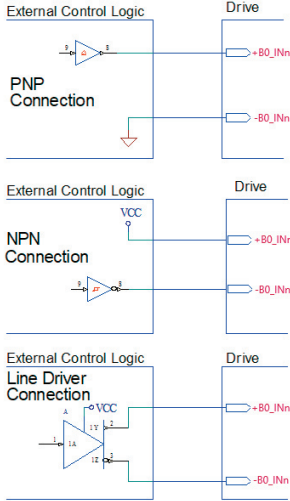 External Control Logic
Drive
9
8
+B0_INn
PNP
Connection
-B0_INn
External Control Logic
Drive
VCC
+B0_INn
NPN
Connection
9
8
-B0_INn
External Control Logic
Drive
Line Driver
Connection
A
VCC
1Y
2
+B0_INn
1
1A
1Z
3
-B0_INn